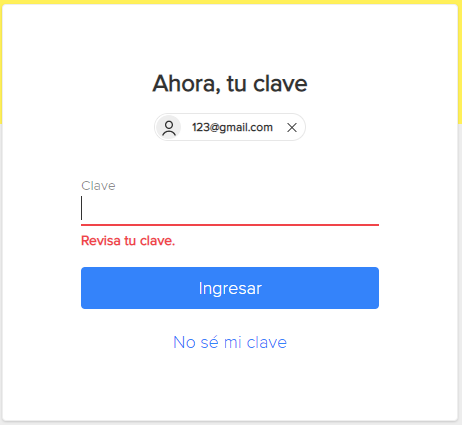 Ahora, tu clave
123@gmail.com
Clave
Revisa tu clave.
Ingresar
No sé mi clave